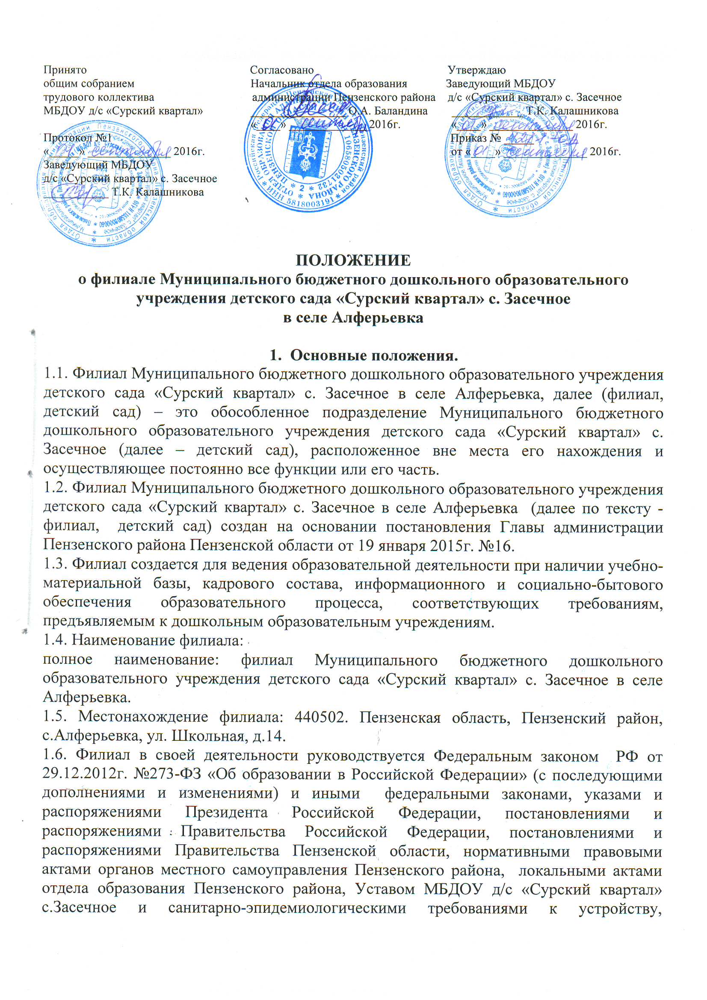 Принято
общим собранием
трудового коллектива
МБДОУ д/с «Сурский квартал»
Протокол №1
«01» сентября 2016г.
Заведующий МБДОУ
д/с «Сурский квартал» с. Засечное
Т.К. Калашникова
Согласовано
Начальник отдела образования
администрации Пензенского района
О.А. Баландина
«01» сентября 2016г.
Утверждаю
Заведующий МБДОУ
д/с «Сурский квартал» с. Засечное
Т.К. Калашникова
«01» сентября 2016г.
Приказ №
от «01» сентября 2016г.
ПОЛОЖЕНИЕ
о филиале Муниципального бюджетного дошкольного образовательного
учреждения детского сада «Сурский квартал» с. Засечное
в селе Алферьевка
1. Основные положения.
1.1. Филиал Муниципального бюджетного дошкольного образовательного учреждения
детского сада «Сурский квартал» с. Засечное в селе Алферьевка, далее (филиал,
детский сад) – это обособленное подразделение Муниципального бюджетного
дошкольного образовательного учреждения детского сада «Сурский квартал» с.
Засечное (далее – детский сад), расположенное вне места его нахождения и
осуществляющее постоянно все функции или его часть.
1.2. Филиал Муниципального бюджетного дошкольного образовательного учреждения
детского сада «Сурский квартал» с. Засечное в селе Алферьевка (далее по тексту -
филиал, детский сад) создан на основании постановления Главы администрации
Пензенского района Пензенской области от 19 января 2015г. №16.
1.3. Филиал создается для ведения образовательной деятельности при наличии учебно-
материальной базы, кадрового состава, информационного и социально-бытового
обеспечения образовательного процесса, соответствующих требованиям,
предъявляемым к дошкольным образовательным учреждениям.
1.4. Наименование филиала:
полное наименование: филиал Муниципального бюджетного дошкольного
образовательного учреждения детского сада «Сурский квартал» с. Засечное в селе
Алферьевка.
1.5. Местонахождение филиала: 440502. Пензенская область, Пензенский район,
с.Алферьевка, ул. Школьная, д.14.
1.6. Филиал в своей деятельности руководствуется Федеральным законом РФ от
29.12.2012г. №273-ФЗ «Об образовании в Российской Федерации» (с последующими
дополнениями и изменениями) и иными федеральными законами, указами и
распоряжениями Президента Российской Федерации, постановлениями и
распоряжениями Правительства Российской Федерации, постановлениями и
распоряжениями Правительства Пензенской области, нормативными правовыми
актами органов местного самоуправления Пензенского района, локальными актами
отдела образования Пензенского района, Уставом МБДОУ д/с «Сурский квартал»
с.Засечное и санитарно-эпидемиологическими требованиями к устройству,